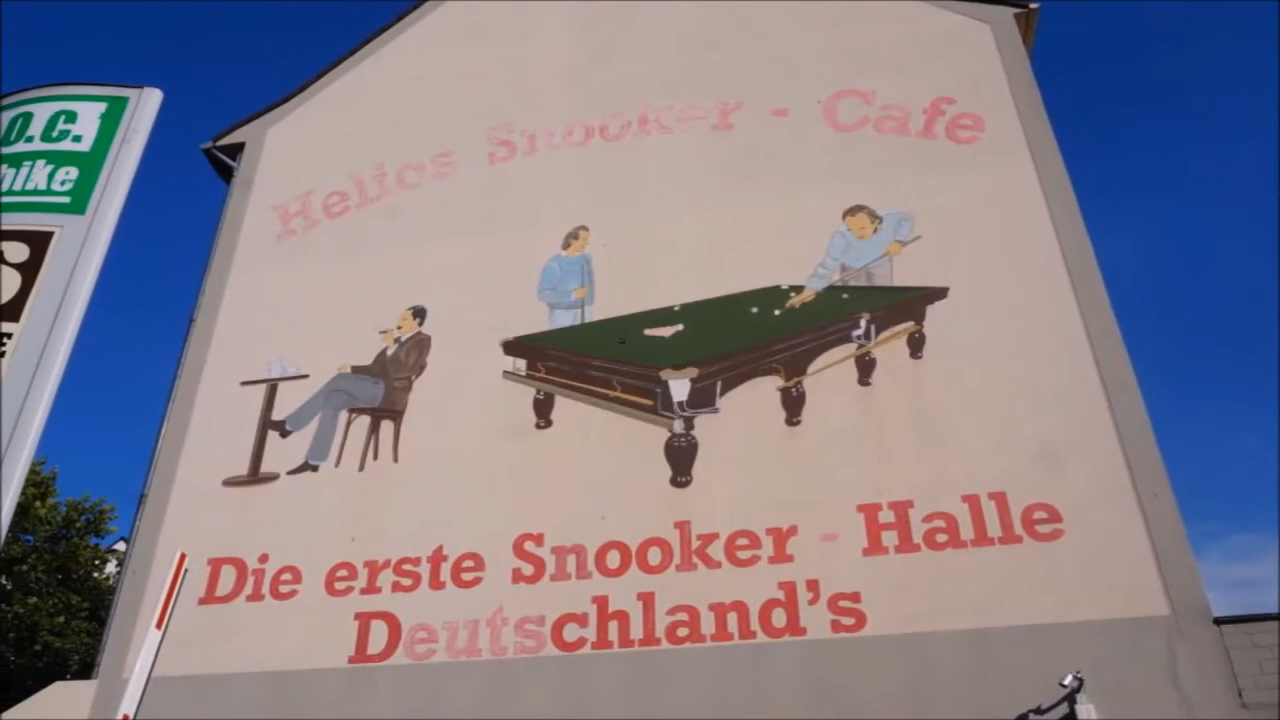 Helios Snooker - Cafe
Die erste Snooker - Halle
Deutschland's
O.C.
bike
S
E